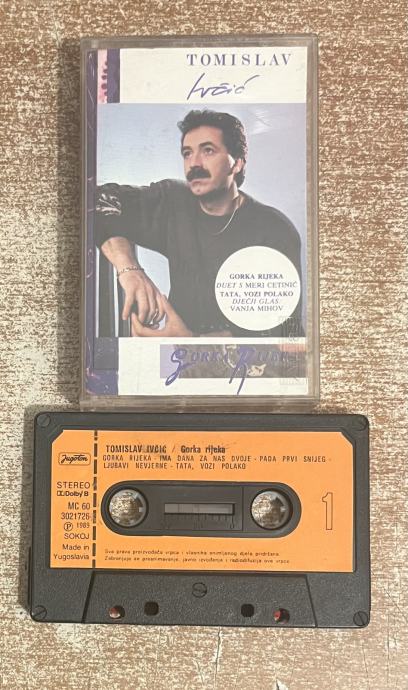 TOMISLAV
Ivčić
GORKA RIJEKA
DUET S MERI CETINIĆ
TATA, VOZI POLAKO
DJEČJI GLAS:
VANJA MIHOV
GORKA RIJEKA
Jugoton
TOMISLAV IVČIĆ / Gorka rijeka
GORKA RIJEKA - IMA DANA ZA NAS DVOJE - PADA PRVI SNIJEG -
LJUBAVI NEVJERNE - TATA, VOZI POLAKO
STEREO
Dolby B
MC 60
3021726
Ⓟ 1989
SOKOJ
Made in
Yugoslavia
1
Sva prava proizvođača vrpce i vlasnika snimljenog djela pridržana.
Zabranjuje se presnimavanje, javno izvođenje i radiodifuzija ove vrpce